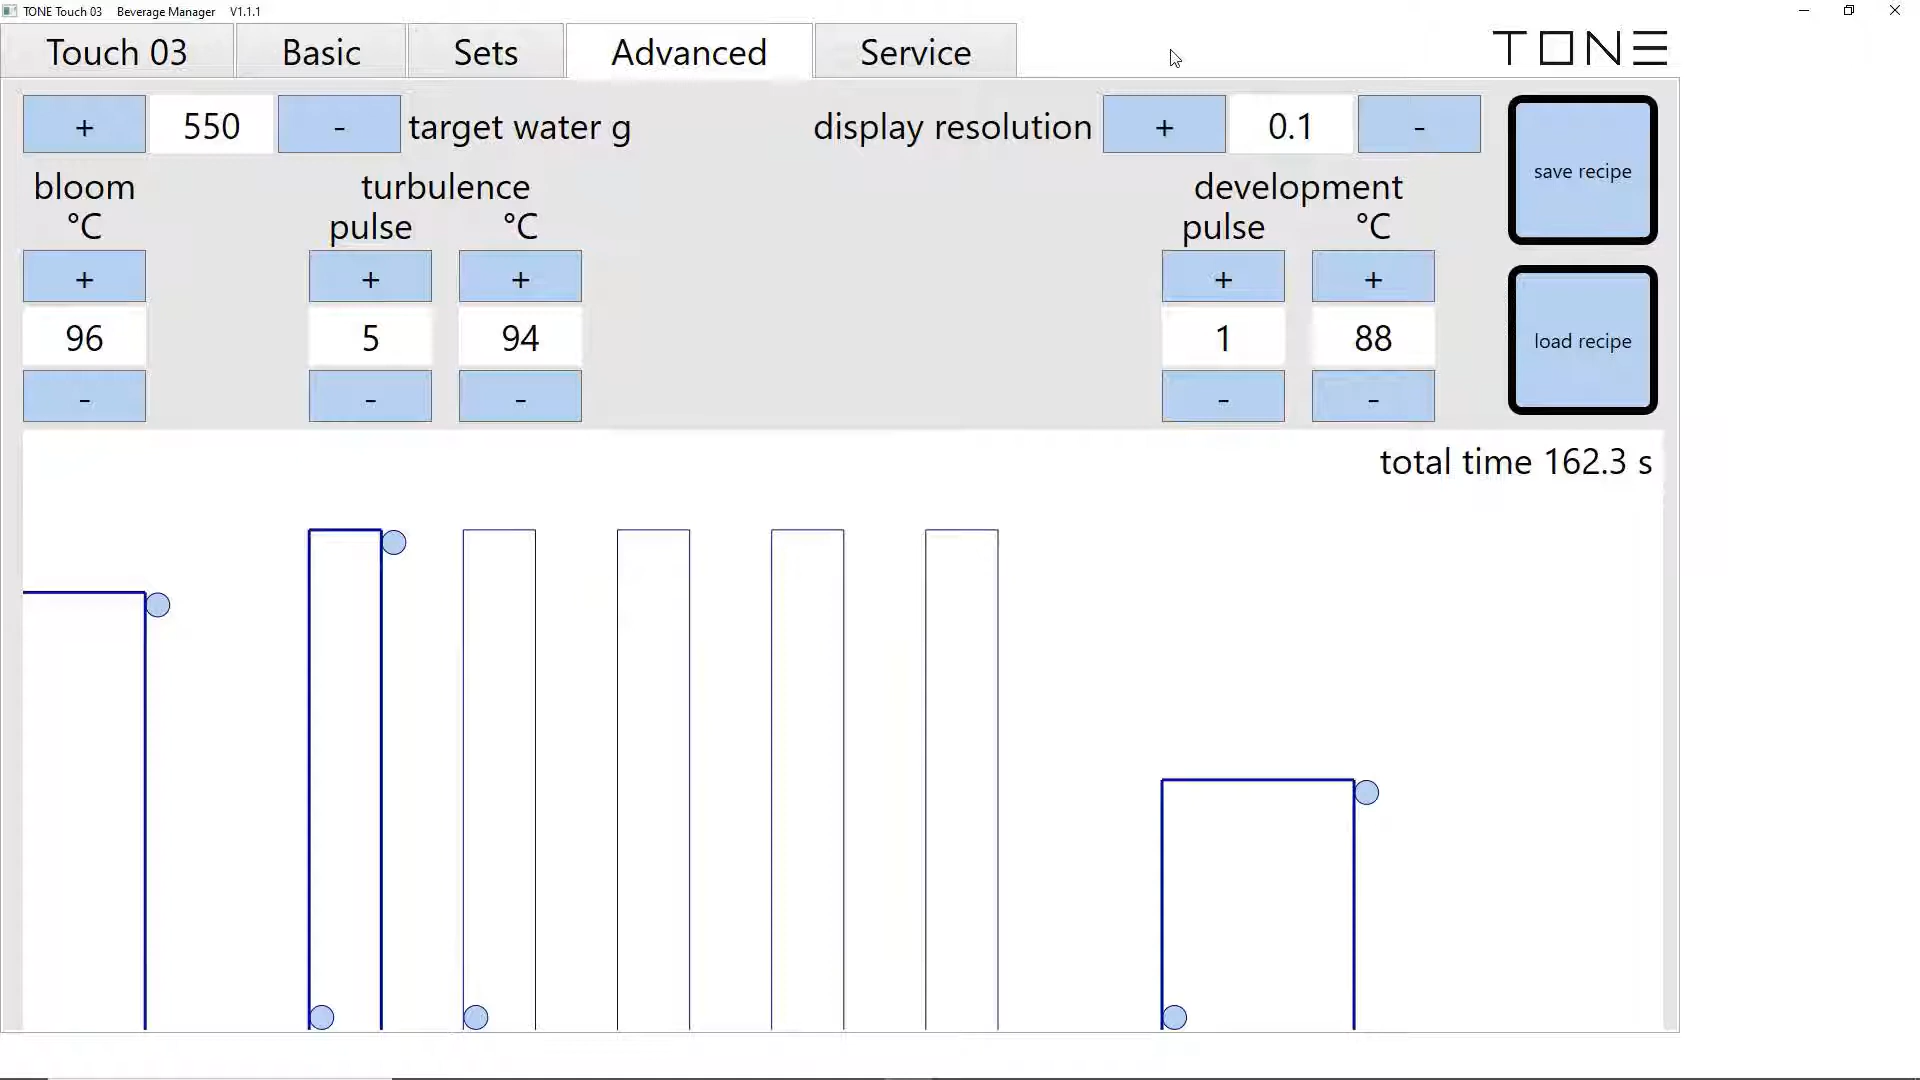 TONE Touch 03 Beverage Manager V1.1.1
Touch 03 Basic Sets Advanced Service TONE
+ 550 - target water g display resolution + 0.1 - save recipe
bloom turbulence development
°C pulse °C pulse °C
+ + + + +
96 5 94 1 88 load recipe
- - - - -
total time 162.3 s